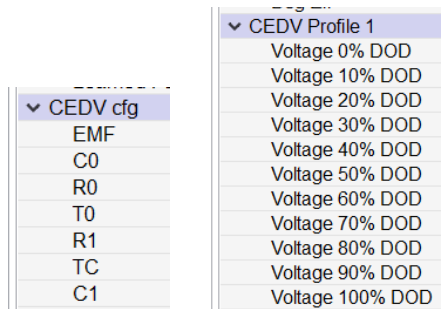 CEDV cfg
EMF
C0
R0
T0
R1
TC
C1
CEDV Profile 1
Voltage 0% DOD
Voltage 10% DOD
Voltage 20% DOD
Voltage 30% DOD
Voltage 40% DOD
Voltage 50% DOD
Voltage 60% DOD
Voltage 70% DOD
Voltage 80% DOD
Voltage 90% DOD
Voltage 100% DOD